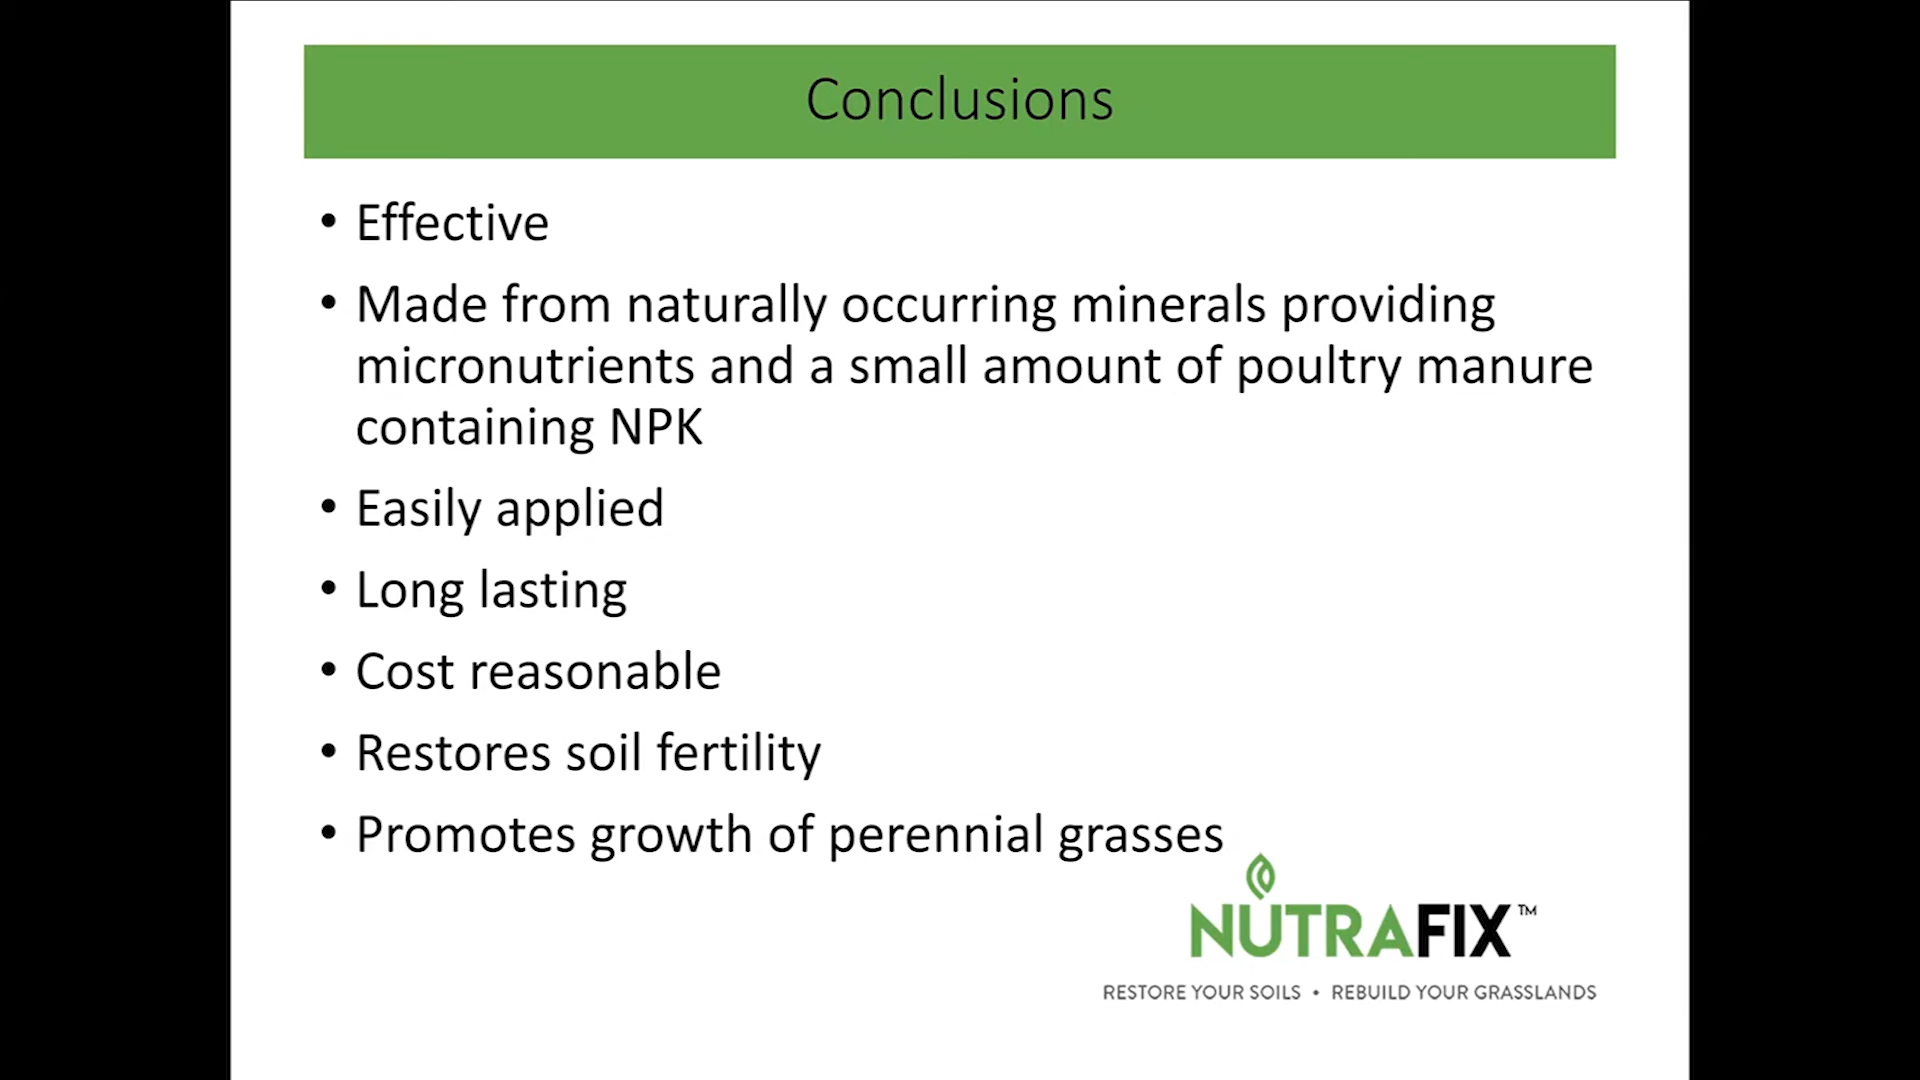 Conclusions
• Effective
• Made from naturally occurring minerals providing
micronutrients and a small amount of poultry manure
containing NPK
• Easily applied
• Long lasting
• Cost reasonable
• Restores soil fertility
• Promotes growth of perennial grasses
NUTRAFIX™
RESTORE YOUR SOILS • REBUILD YOUR GRASSLANDS